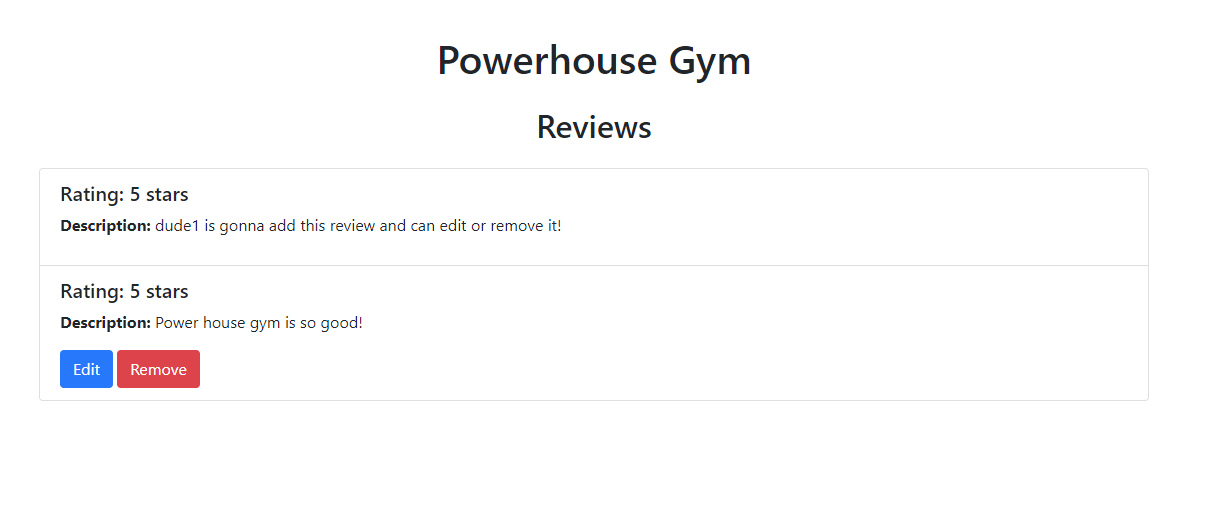 Powerhouse Gym
Reviews
Rating: 5 stars
Description: dude1 is gonna add this review and can edit or remove it!
Rating: 5 stars
Description: Power house gym is so good!
Edit Remove